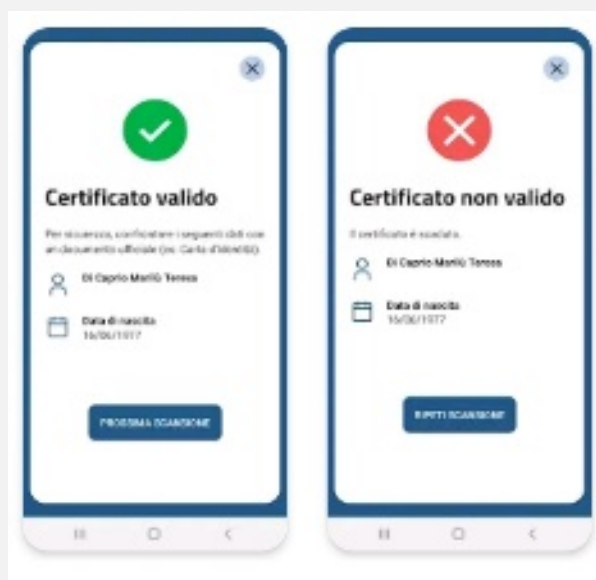 Certificato valido
Per sicurezza, confrontare i seguenti dati con
un documento ufficiale (es. Carta d'Identità).
Di Caprio Marilù Teresa
Data di nascita
16/06/1977
PROSSIMA SCANSIONE
Certificato non valido
Il certificato è scaduto.
Di Caprio Marilù Teresa
Data di nascita
16/06/1977
RIPETI SCANSIONE